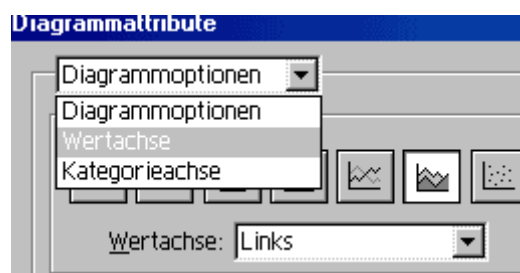 Diagrammattribute
Diagrammoptionen
Diagrammoptionen
Wertachse
Kategorieachse
Wertachse: Links